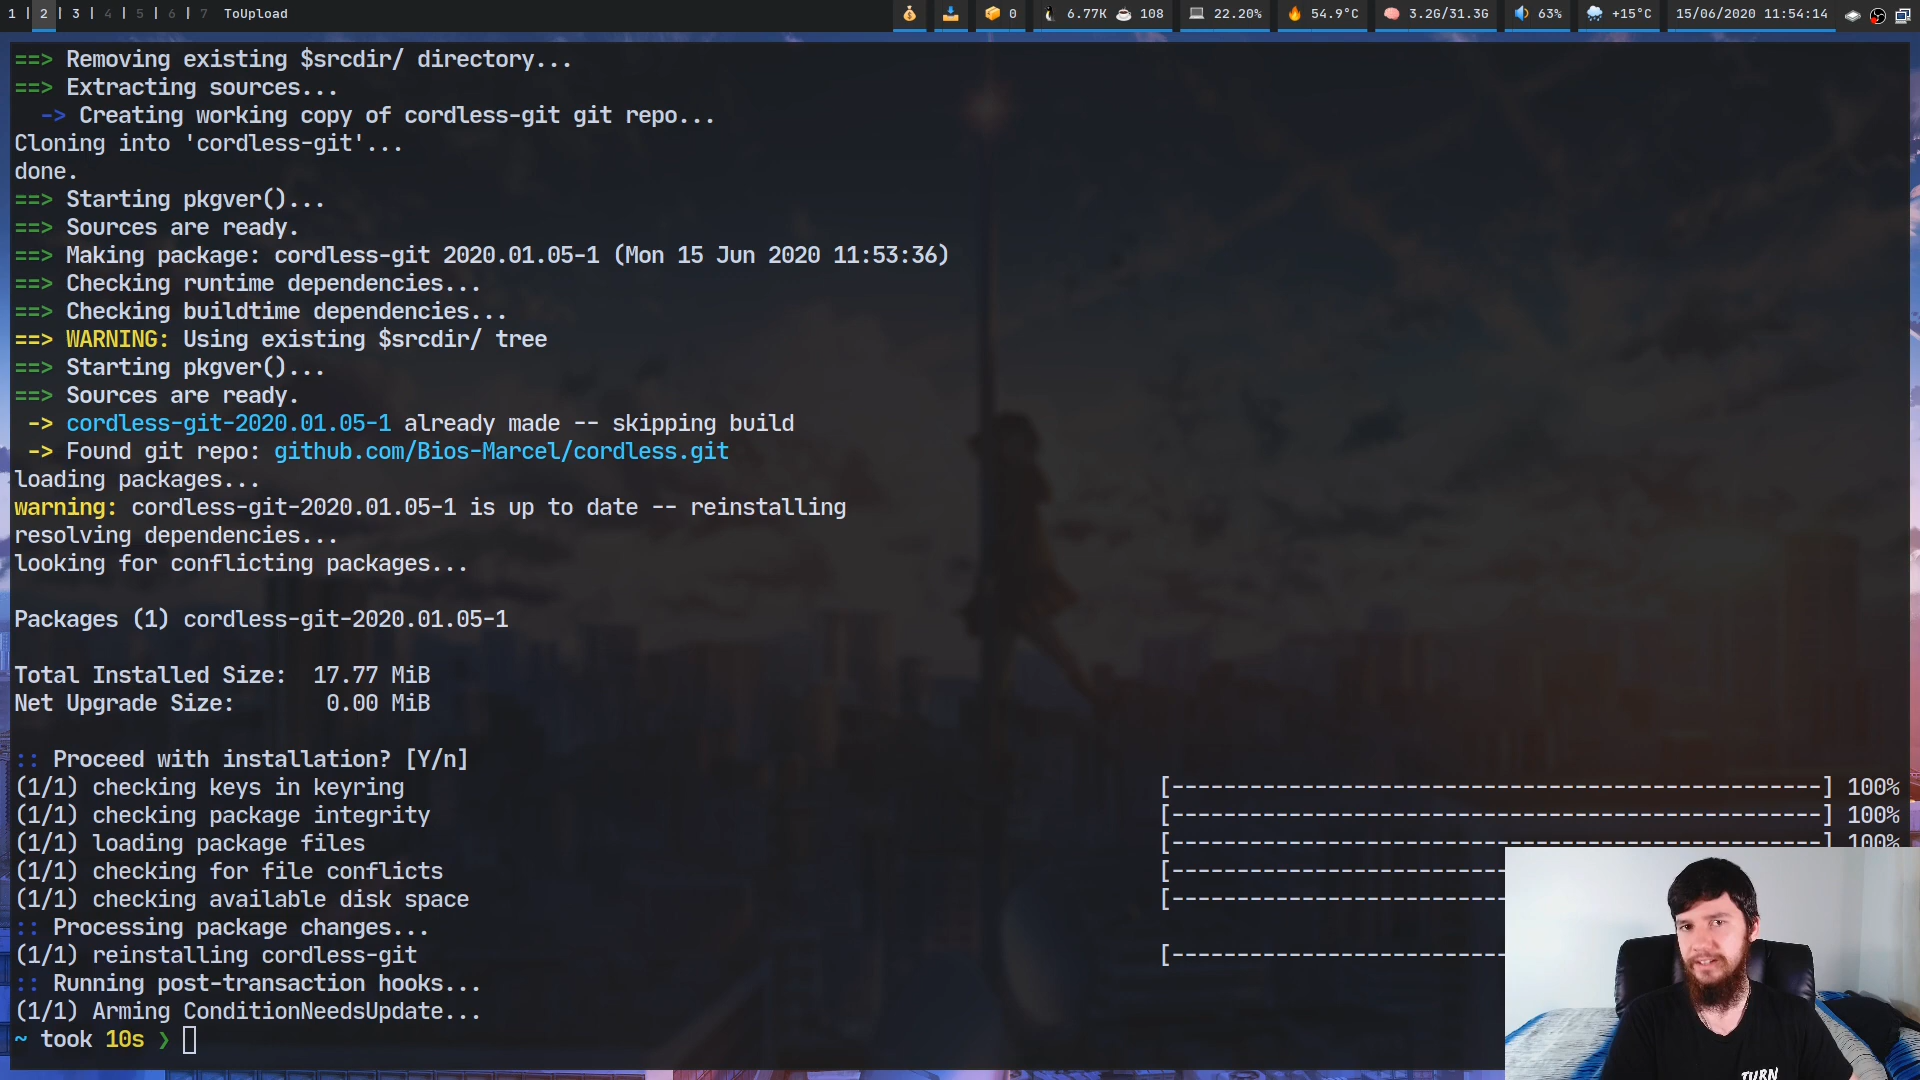 1 | 2 | 3 | 4 | 5 | 6 | 7 ToUpload 0 6.77K 108 22.20% 54.9°C 3.2G/31.3G 63% +15°C 15/06/2020 11:54:14
==> Removing existing $srcdir/ directory...
==> Extracting sources...
-> Creating working copy of cordless-git git repo...
Cloning into 'cordless-git'...
done.
==> Starting pkgver()...
==> Sources are ready.
==> Making package: cordless-git 2020.01.05-1 (Mon 15 Jun 2020 11:53:36)
==> Checking runtime dependencies...
==> Checking buildtime dependencies...
==> WARNING: Using existing $srcdir/ tree
==> Starting pkgver()...
==> Sources are ready.
-> cordless-git-2020.01.05-1 already made -- skipping build
-> Found git repo: github.com/Bios-Marcel/cordless.git
loading packages...
warning: cordless-git-2020.01.05-1 is up to date -- reinstalling
resolving dependencies...
looking for conflicting packages...
Packages (1) cordless-git-2020.01.05-1
Total Installed Size: 17.77 MiB
Net Upgrade Size: 0.00 MiB
:: Proceed with installation? [Y/n]
(1/1) checking keys in keyring [--------------------------------------------------] 100%
(1/1) checking package integrity [--------------------------------------------------] 100%
(1/1) loading package files [--------------------------------------------------] 100%
(1/1) checking for file conflicts [--------------------------
(1/1) checking available disk space [--------------------------
:: Processing package changes...
(1/1) reinstalling cordless-git [--------------------------
:: Running post-transaction hooks...
(1/1) Arming ConditionNeedsUpdate...
~ took 10s ❯
TURN